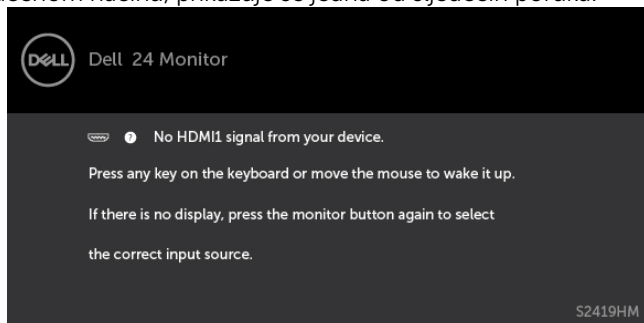 DELL
Dell 24 Monitor
No HDMI1 signal from your device.
Press any key on the keyboard or move the mouse to wake it up.
If there is no display, press the monitor button again to select
the correct input source.
S2419HM